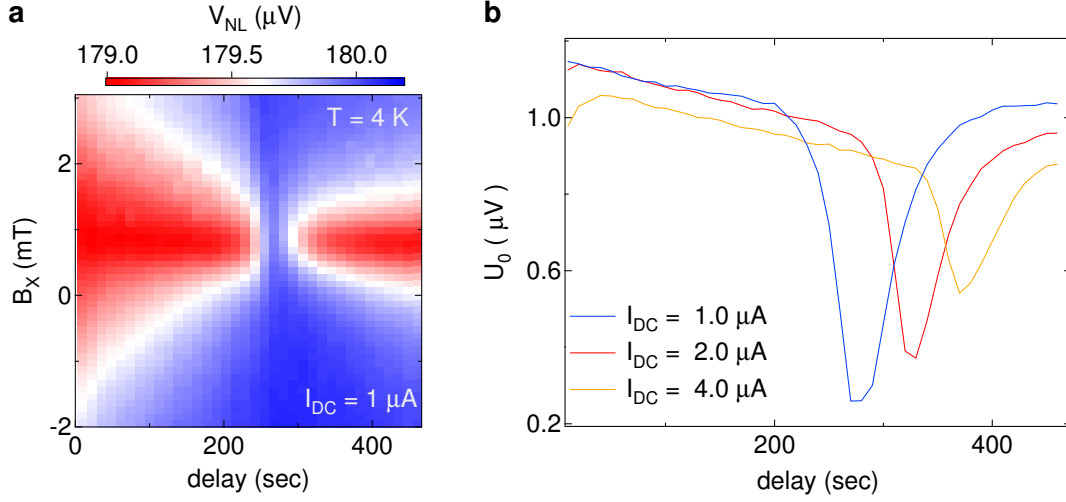 a
V_NL (μV)
179.0 179.5 180.0
T = 4 K
I_DC = 1 μA
B_X (mT)
2
0
-2
0 200 400
delay (sec)
b
U_0 ( μV )
1.0
0.6
0.2
I_DC = 1.0 μA
I_DC = 2.0 μA
I_DC = 4.0 μA
200 400
delay (sec)